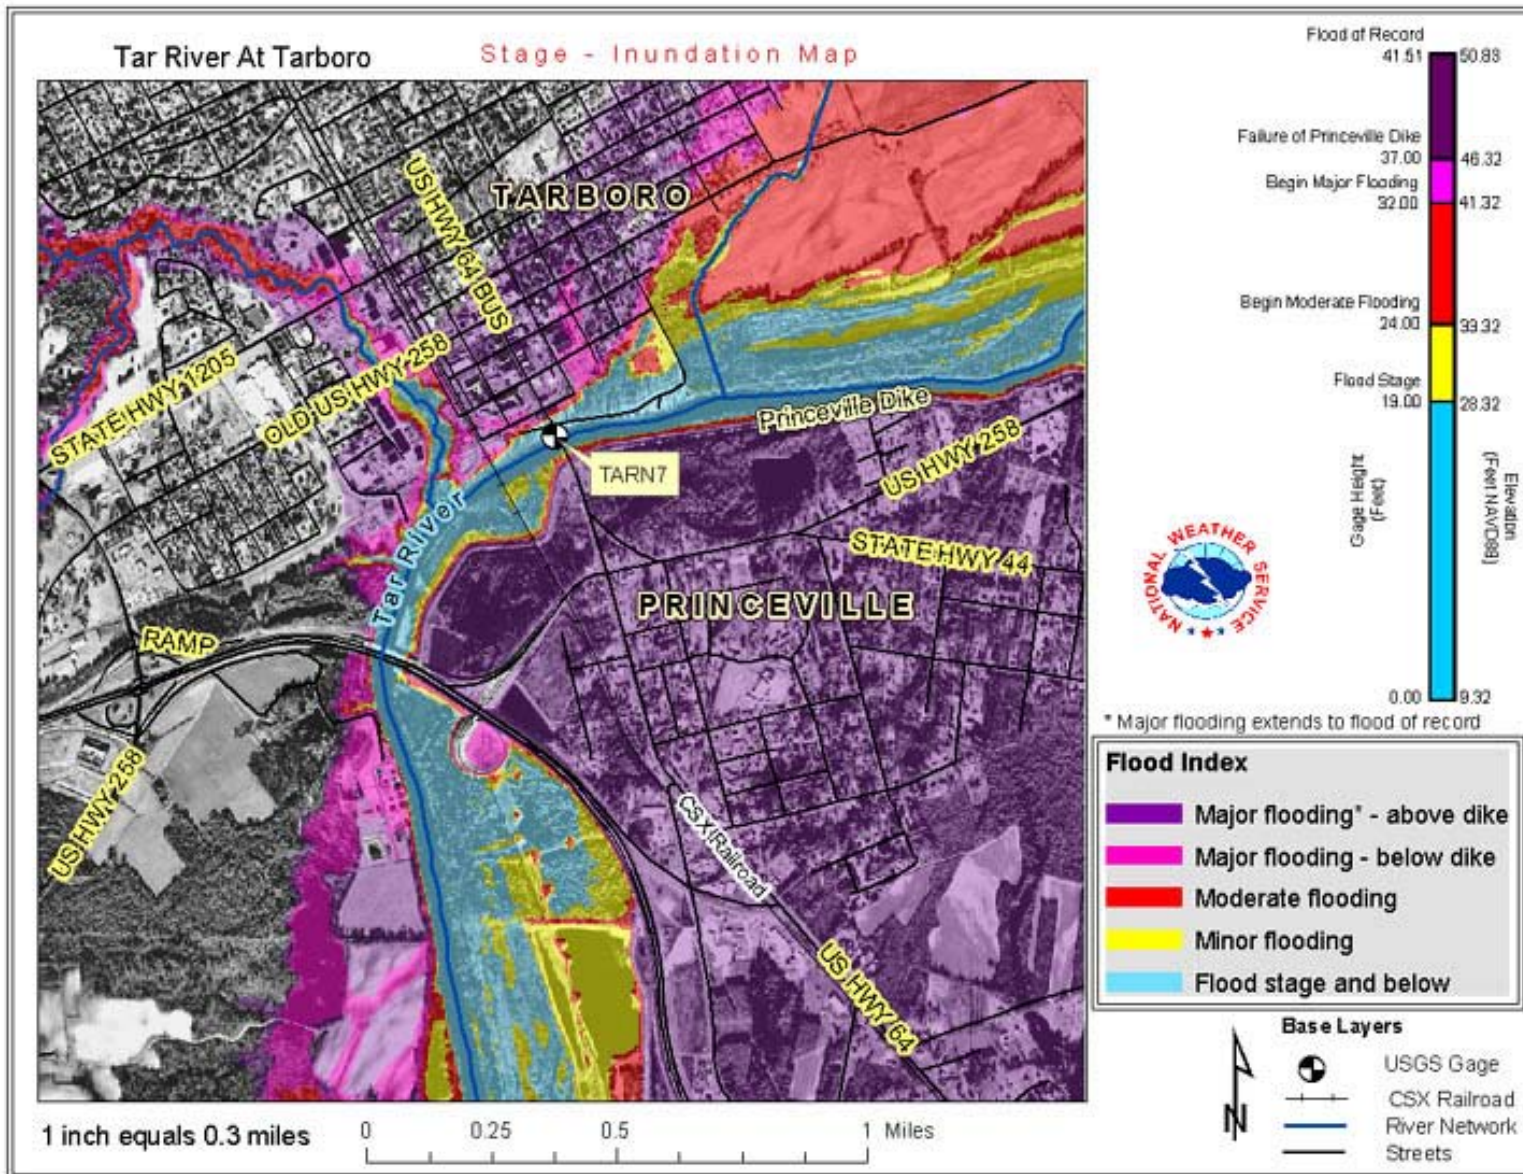 Tar River At Tarboro
Stage - Inundation Map
TARBORO
US HWY 64 BUS
STATE HWY 1205
OLD US HWY 258
Princeville Dike
TARN7
US HWY 258
Tar River
STATE HWY 44
PRINCEVILLE
RAMP
US HWY 258
CSX Railroad
US HWY 64
1 inch equals 0.3 miles
0 0.25 0.5 1 Miles
Flood of Record
41.51 50.83
Failure of Princeville Dike
37.00 46.32
Begin Major Flooding
32.00 41.32
Begin Moderate Flooding
24.00 39.32
Flood Stage
19.00 28.32
Gage Height
(Feet)
Elevation
(Feet NAVD88)
0.00 9.32
NATIONAL WEATHER SERVICE
* Major flooding extends to flood of record
Flood Index
Major flooding* - above dike
Major flooding - below dike
Moderate flooding
Minor flooding
Flood stage and below
Base Layers
USGS Gage
CSX Railroad
River Network
Streets
N